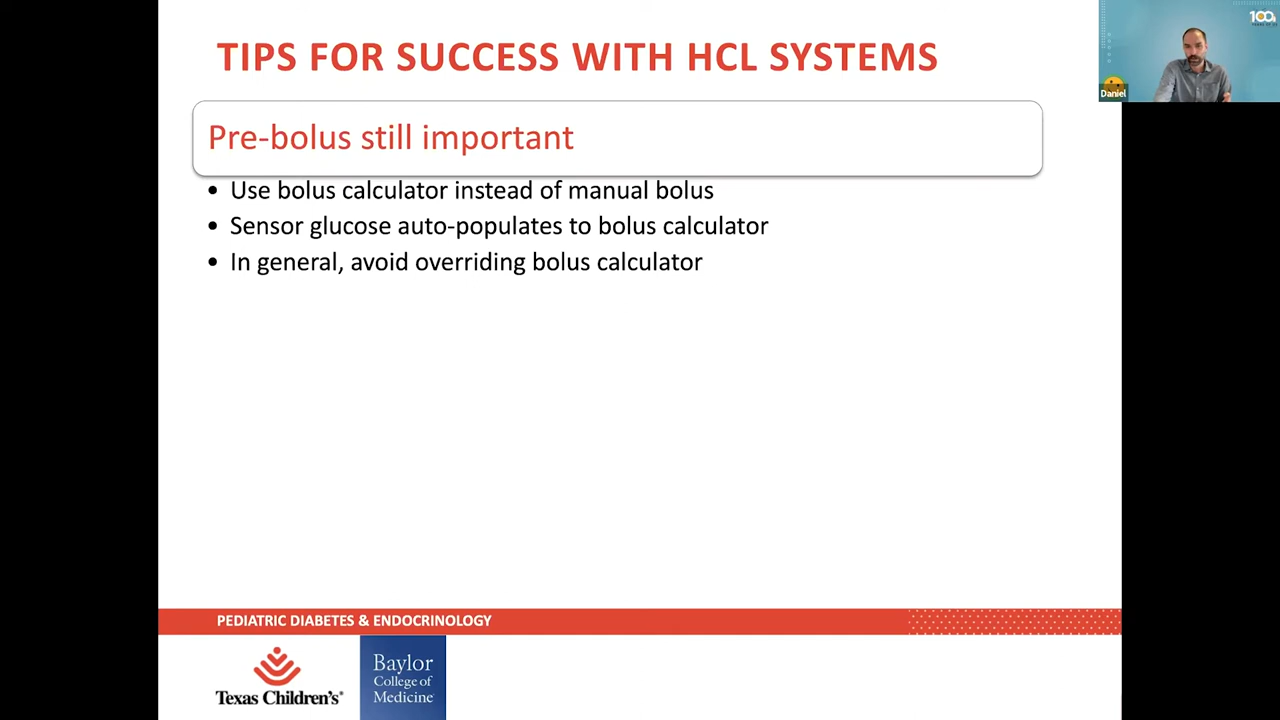 TIPS FOR SUCCESS WITH HCL SYSTEMS
Pre-bolus still important
• Use bolus calculator instead of manual bolus
• Sensor glucose auto-populates to bolus calculator
• In general, avoid overriding bolus calculator
PEDIATRIC DIABETES & ENDOCRINOLOGY
Texas Children's
Baylor
College of
Medicine
100
Daniel